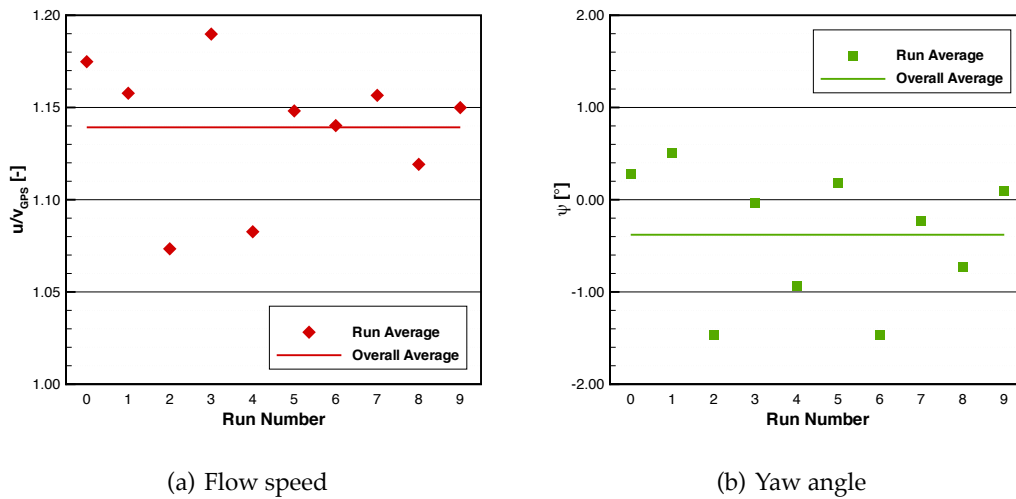 1.20
1.15
1.10
1.05
1.00
u/vGPS [-]
Run Average
Overall Average
0 1 2 3 4 5 6 7 8 9
Run Number
(a) Flow speed
2.00
1.00
0.00
-1.00
-2.00
ψ [°]
Run Average
Overall Average
0 1 2 3 4 5 6 7 8 9
Run Number
(b) Yaw angle